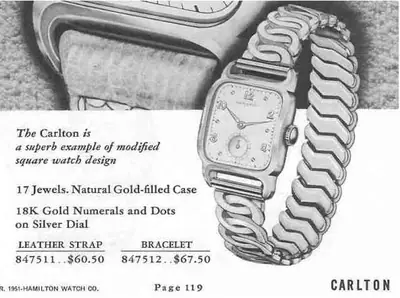 The Carlton is
a superb example of modified
square watch design
17 Jewels. Natural Gold-filled Case
18K Gold Numerals and Dots
on Silver Dial
LEATHER STRAP BRACELET
847511..$60.50 847512..$67.50
R. 1951-HAMILTON WATCH CO. Page 119 CARLTON